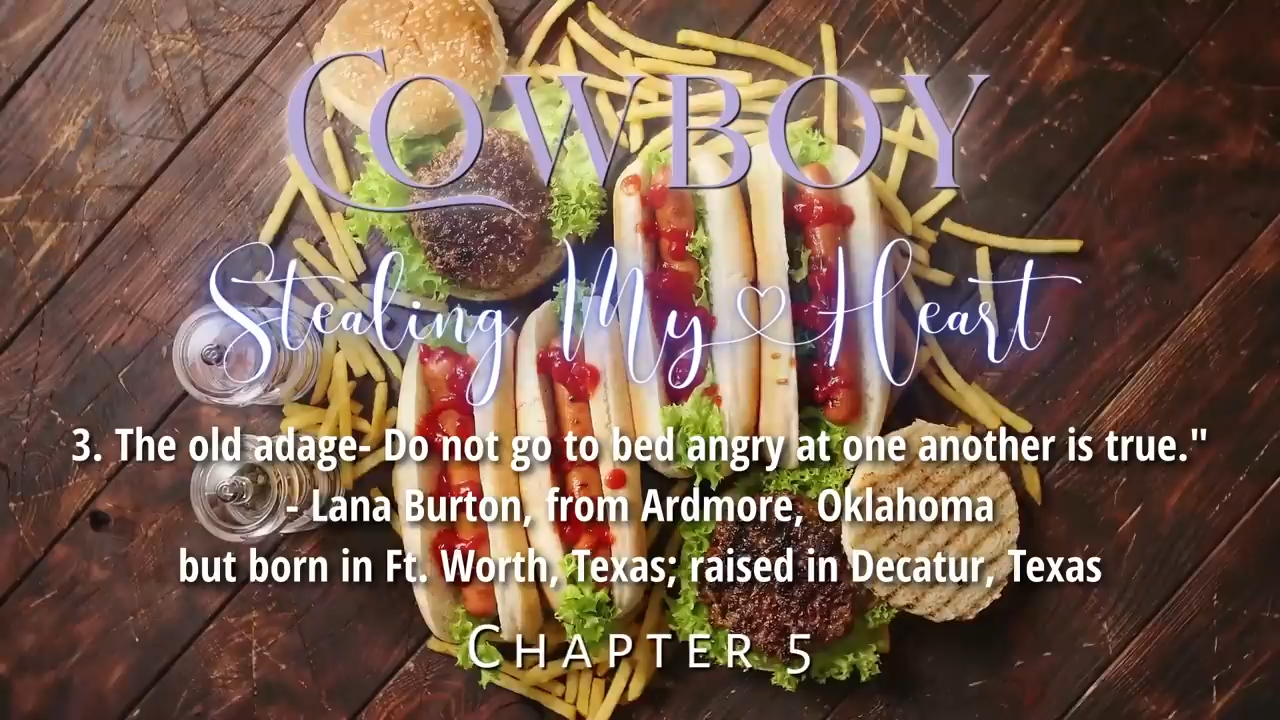 COWBOY
Stealing My Heart
3. The old adage- Do not go to bed angry at one another is true."
- Lana Burton, from Ardmore, Oklahoma
but born in Ft. Worth, Texas; raised in Decatur, Texas
CHAPTER 5